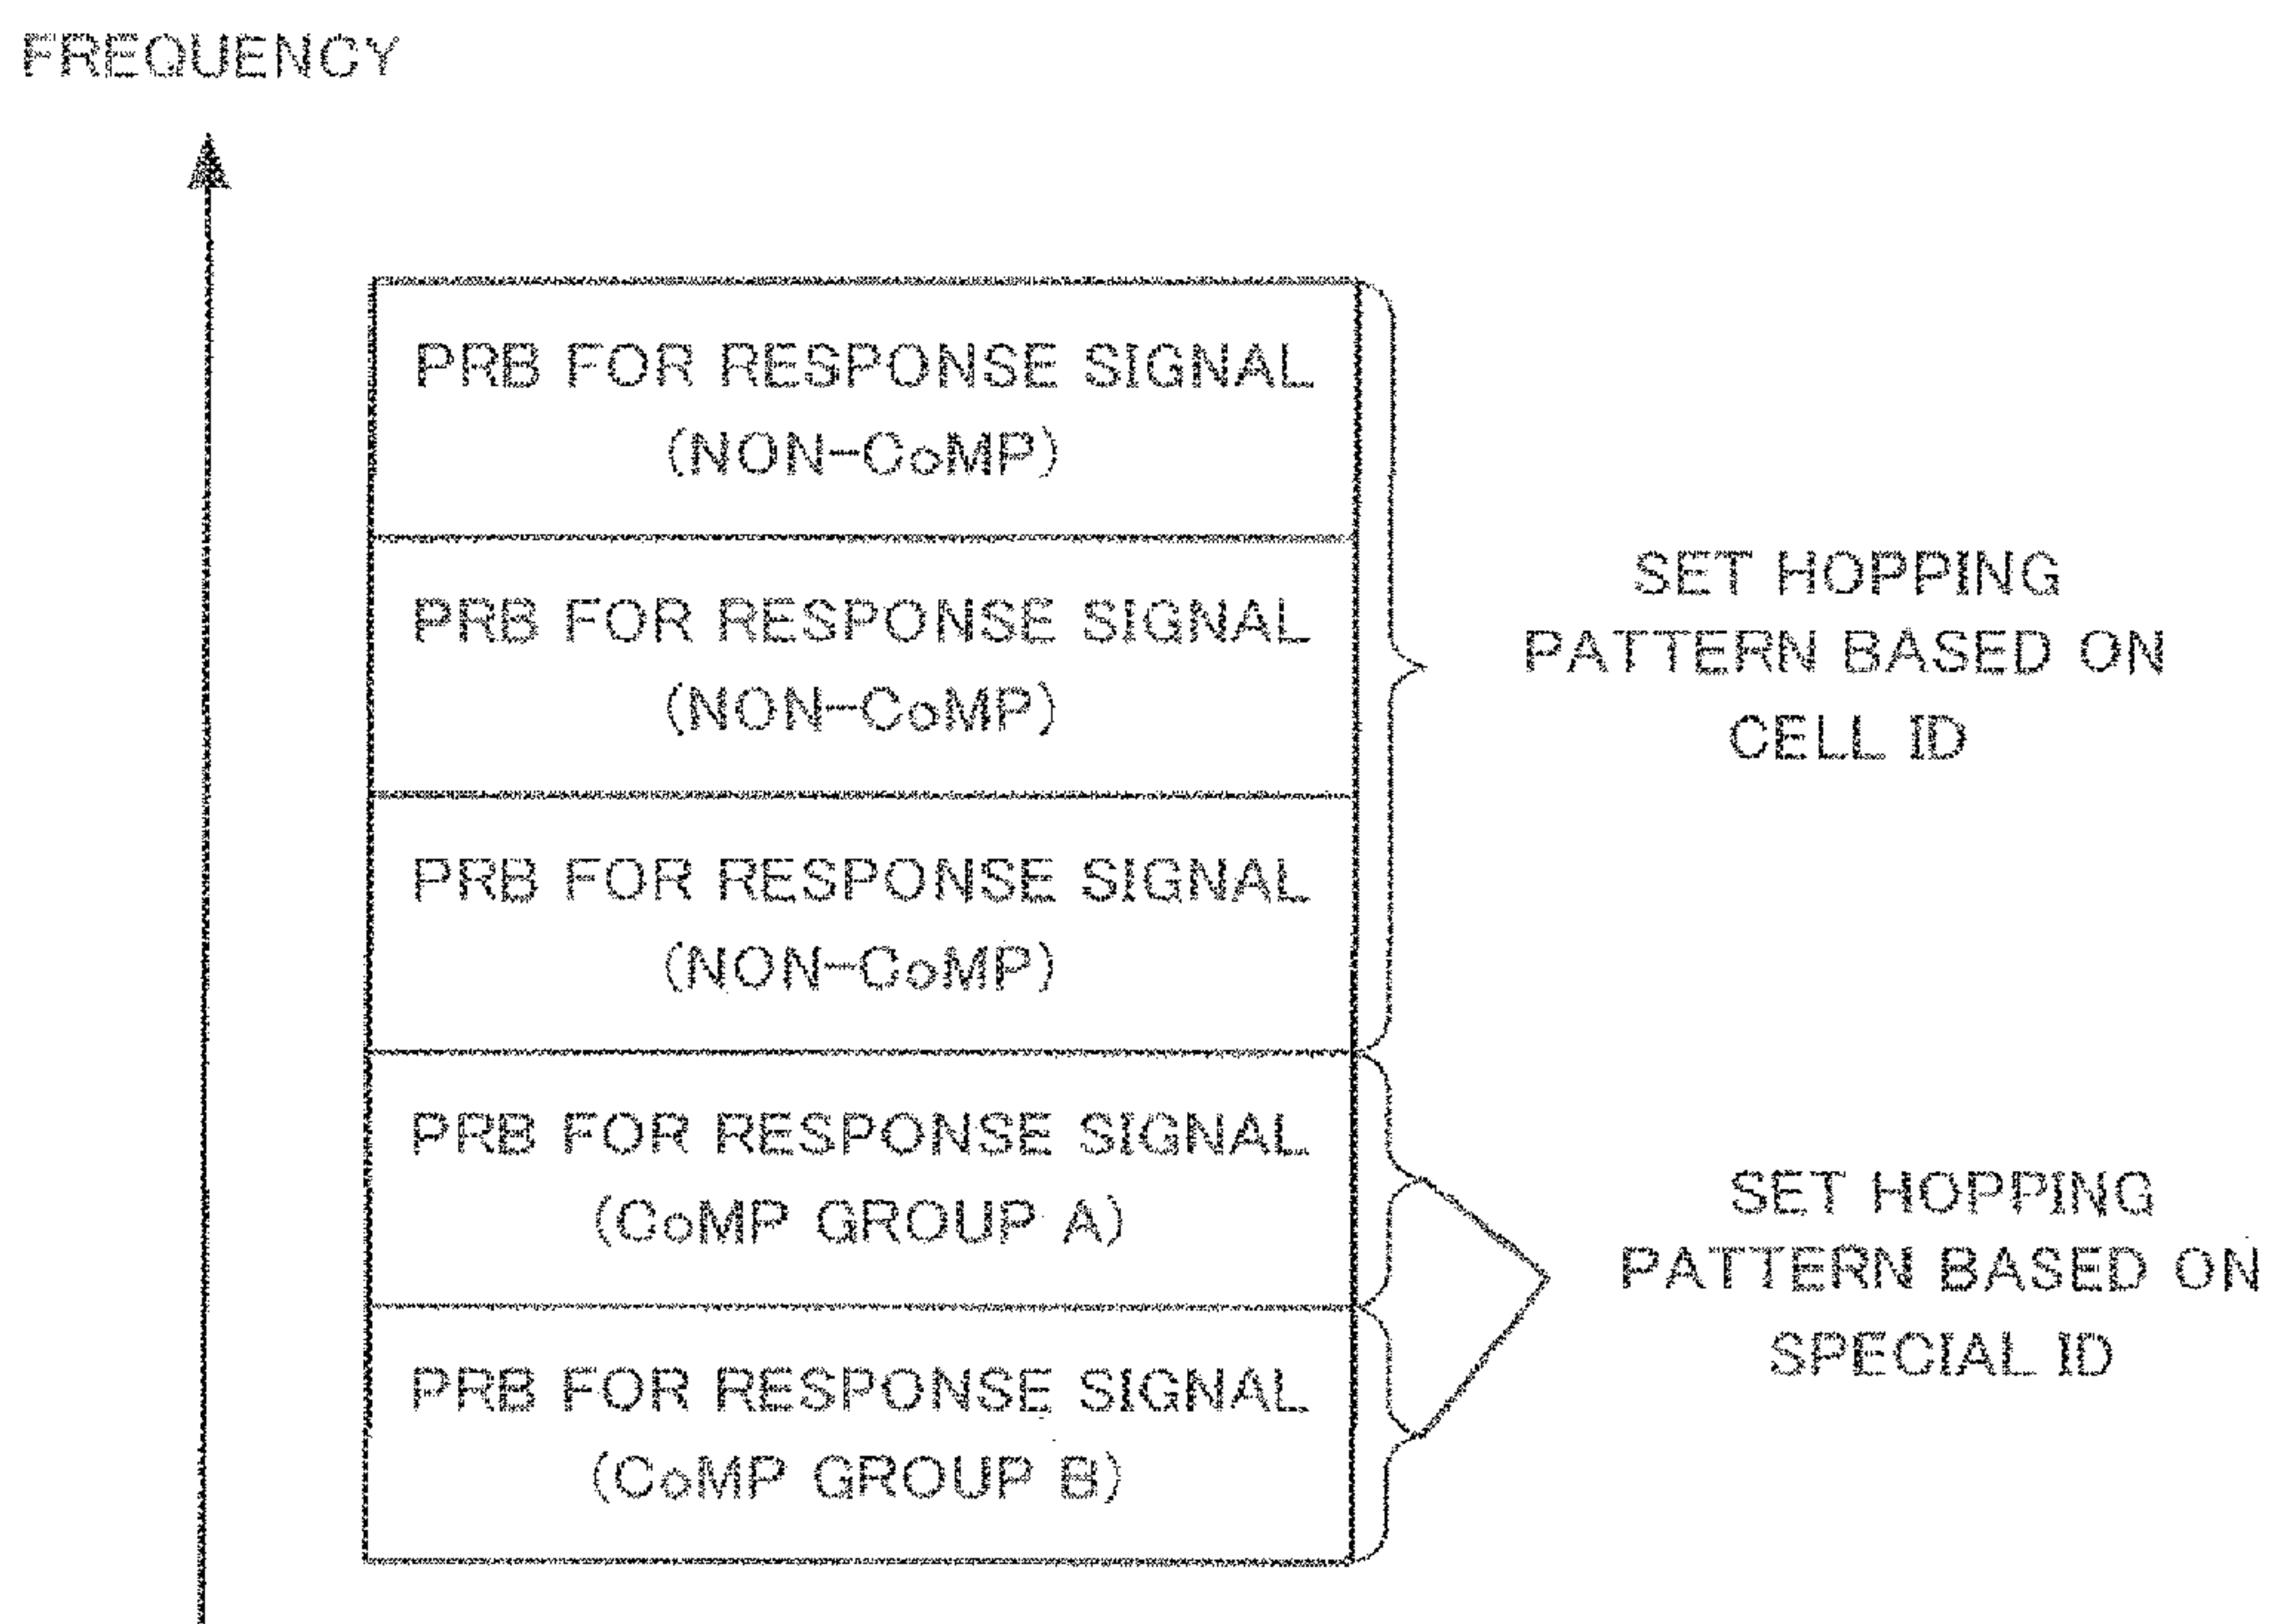 FREQUENCY
PRB FOR RESPONSE SIGNAL
(NON-CoMP)
PRB FOR RESPONSE SIGNAL
(NON-CoMP)
PRB FOR RESPONSE SIGNAL
(NON-CoMP)
SET HOPPING
PATTERN BASED ON
CELL ID
PRB FOR RESPONSE SIGNAL
(CoMP GROUP A)
PRB FOR RESPONSE SIGNAL
(CoMP GROUP B)
SET HOPPING
PATTERN BASED ON
SPECIAL ID